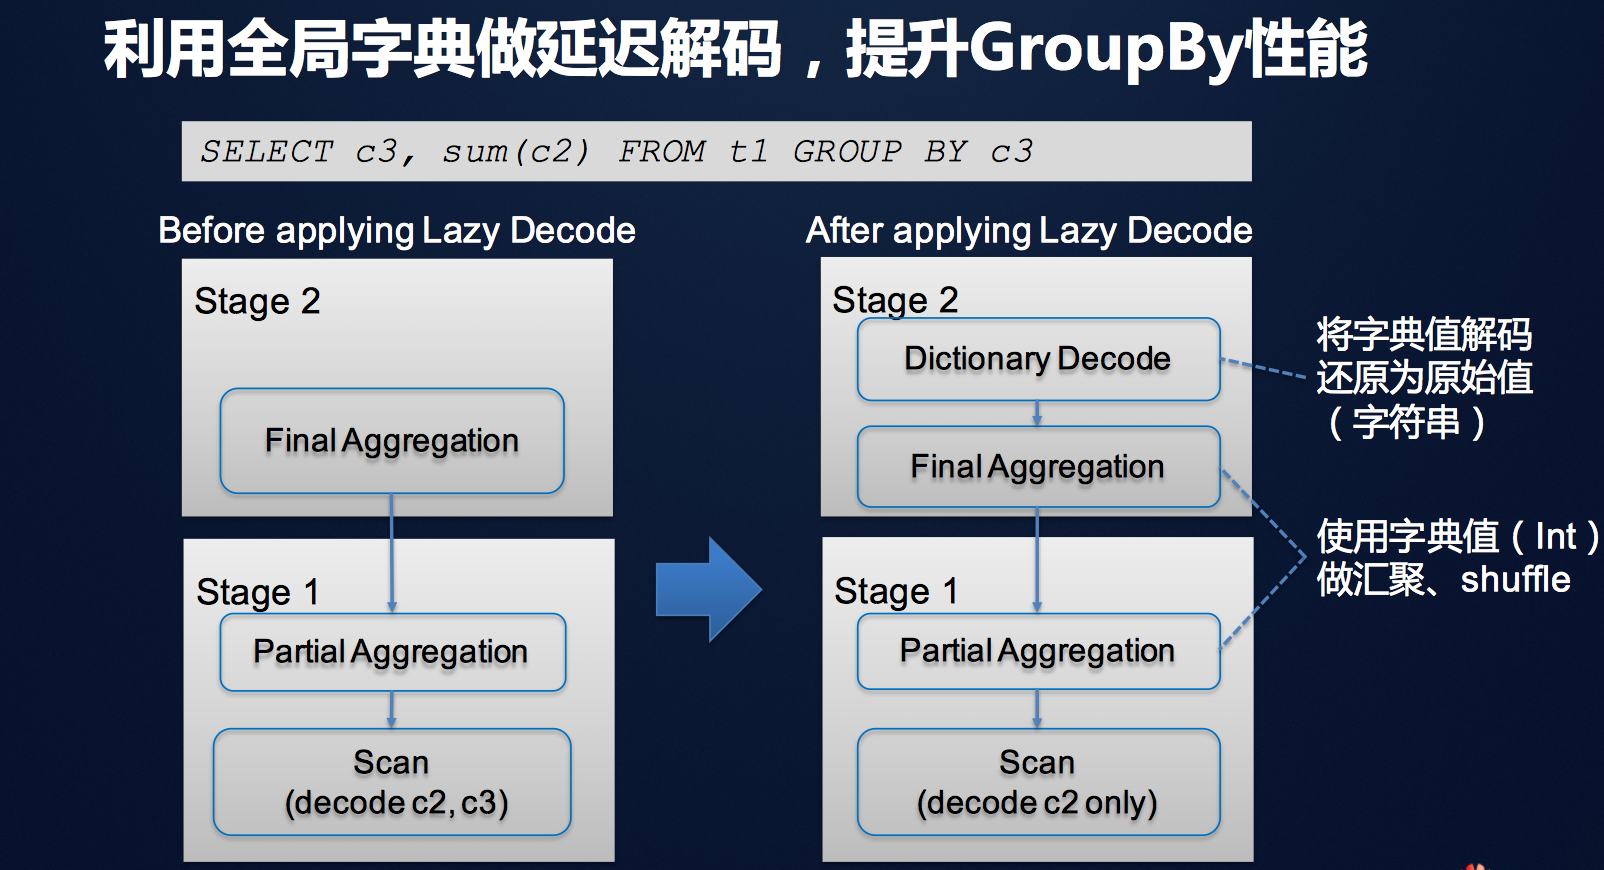 利用全局字典做延迟解码，提升GroupBy性能
SELECT c3, sum(c2) FROM t1 GROUP BY c3
Before applying Lazy Decode
Stage 2
Final Aggregation
Stage 1
Partial Aggregation
Scan
(decode c2, c3)
After applying Lazy Decode
Stage 2
Dictionary Decode
Final Aggregation
Stage 1
Partial Aggregation
Scan
(decode c2 only)
将字典值解码
还原为原始值
（字符串）
使用字典值（Int）
做汇聚、shuffle